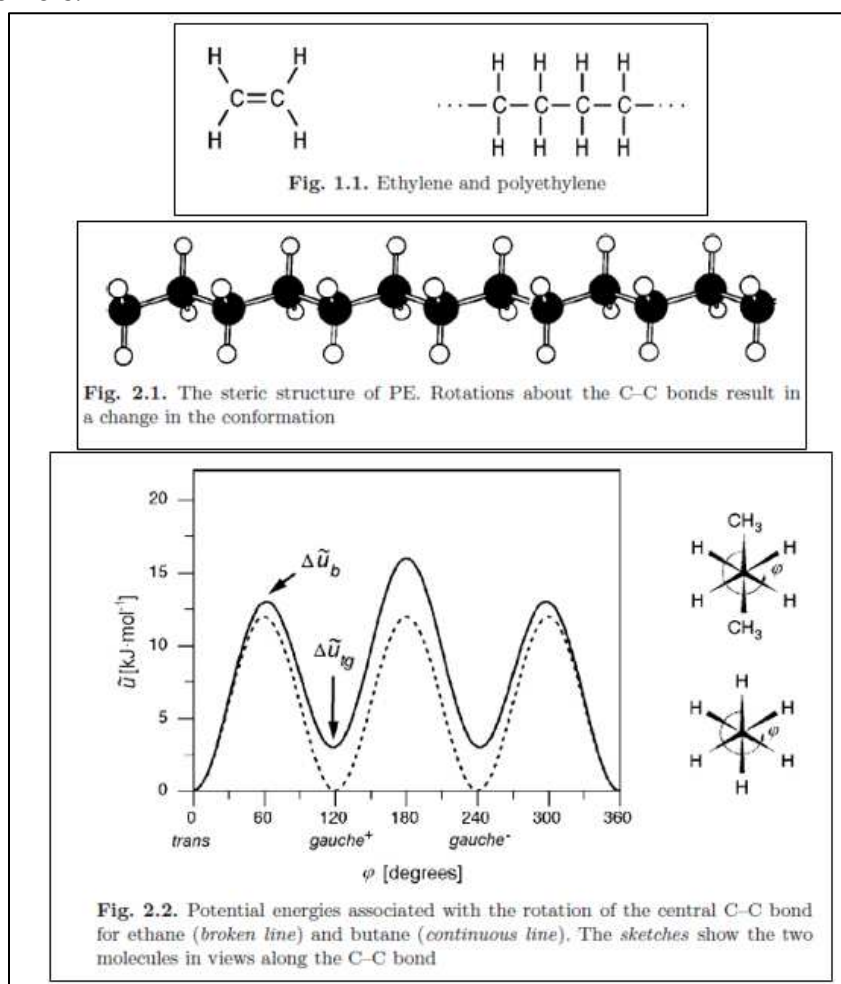 H H
C=C
H H
H H H H
··· —C—C—C—C— ···
H H H H
Fig. 1.1. Ethylene and polyethylene
Fig. 2.1. The steric structure of PE. Rotations about the C–C bonds result in
a change in the conformation
20
15
10
5
0
ũ [kJ·mol⁻¹]
Δũ_b
Δũ_tg
0 60 120 180 240 300 360
trans gauche⁺ gauche⁻
φ [degrees]
CH₃
H H
φ
H H
CH₃
H
H H
φ
H H
H
Fig. 2.2. Potential energies associated with the rotation of the central C–C bond
for ethane (broken line) and butane (continuous line). The sketches show the two
molecules in views along the C–C bond